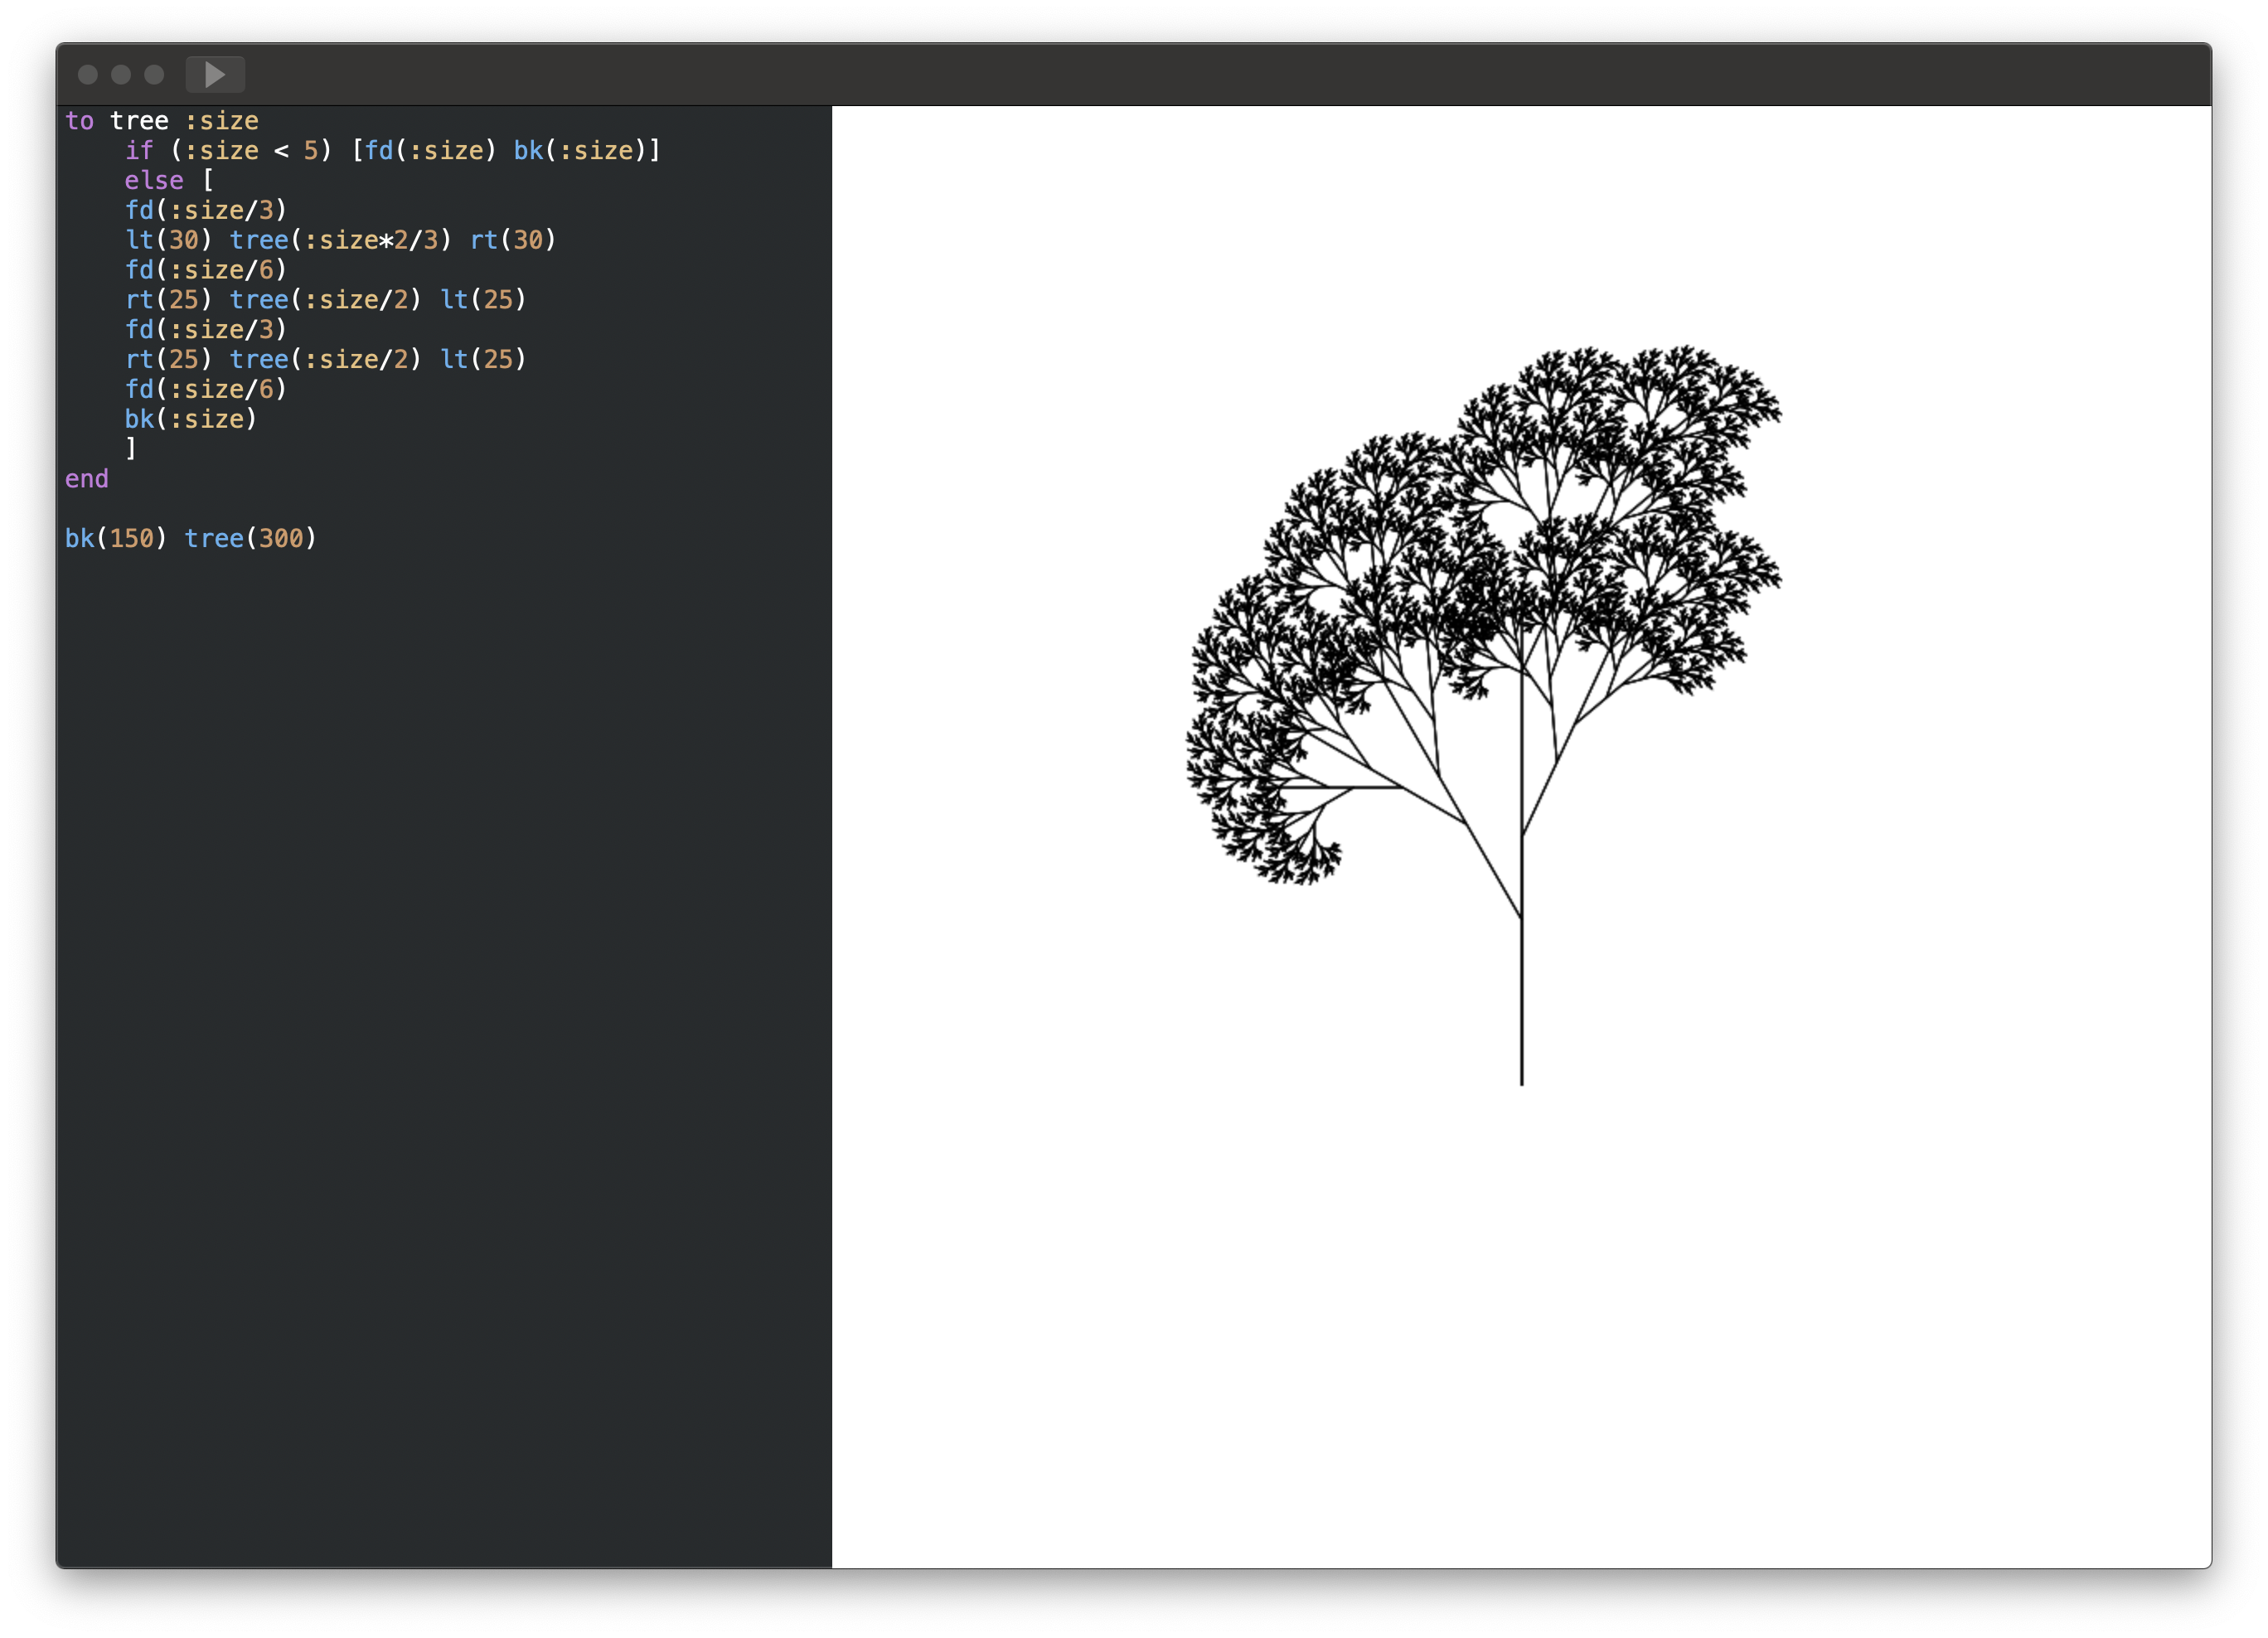 to tree :size
    if (:size < 5) [fd(:size) bk(:size)]
    else [
    fd(:size/3)
    lt(30) tree(:size*2/3) rt(30)
    fd(:size/6)
    rt(25) tree(:size/2) lt(25)
    fd(:size/3)
    rt(25) tree(:size/2) lt(25)
    fd(:size/6)
    bk(:size)
    ]
end

bk(150) tree(300)